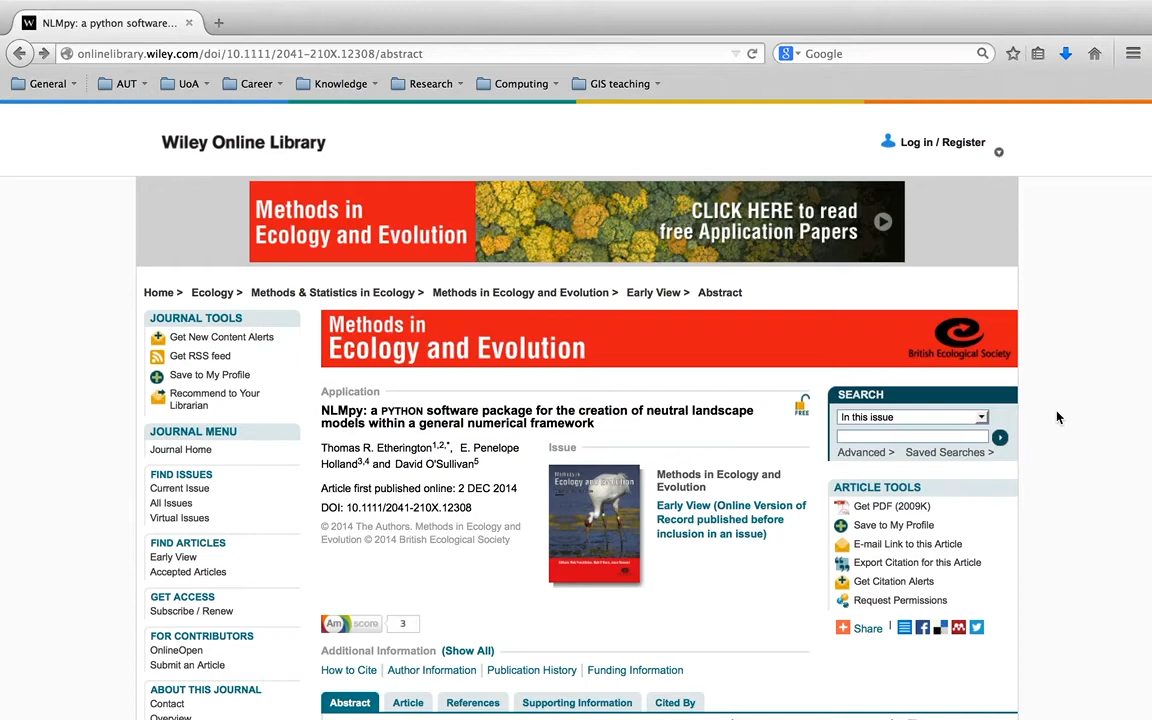 NLMpy: a python software...
onlinelibrary.wiley.com/doi/10.1111/2041-210X.12308/abstract
Google
General
AUT
UoA
Career
Knowledge
Research
Computing
GIS teaching
Wiley Online Library
Log in / Register
Methods in
Ecology and Evolution
CLICK HERE to read
free Application Papers
Home > Ecology > Methods & Statistics in Ecology > Methods in Ecology and Evolution > Early View > Abstract
JOURNAL TOOLS
Get New Content Alerts
Get RSS feed
Save to My Profile
Recommend to Your
Librarian
JOURNAL MENU
Journal Home
FIND ISSUES
Current Issue
All Issues
Virtual Issues
FIND ARTICLES
Early View
Accepted Articles
GET ACCESS
Subscribe / Renew
FOR CONTRIBUTORS
OnlineOpen
Submit an Article
ABOUT THIS JOURNAL
Contact
Overview
Methods in
Ecology and Evolution
British Ecological Society
Application
FREE
NLMpy: a PYTHON software package for the creation of neutral landscape
models within a general numerical framework
Thomas R. Etherington1,2,*, E. Penelope
Holland3,4 and David O'Sullivan5
Article first published online: 2 DEC 2014
DOI: 10.1111/2041-210X.12308
© 2014 The Authors. Methods in Ecology and
Evolution © 2014 British Ecological Society
Issue
Ecology and Evolution
Methods in Ecology and
Evolution
Early View (Online Version of
Record published before
inclusion in an issue)
Am score 3
Additional Information (Show All)
How to Cite | Author Information | Publication History | Funding Information
Abstract
Article
References
Supporting Information
Cited By
SEARCH
In this issue
Advanced > Saved Searches >
ARTICLE TOOLS
Get PDF (2009K)
Save to My Profile
E-mail Link to this Article
Export Citation for this Article
Get Citation Alerts
Request Permissions
Share |